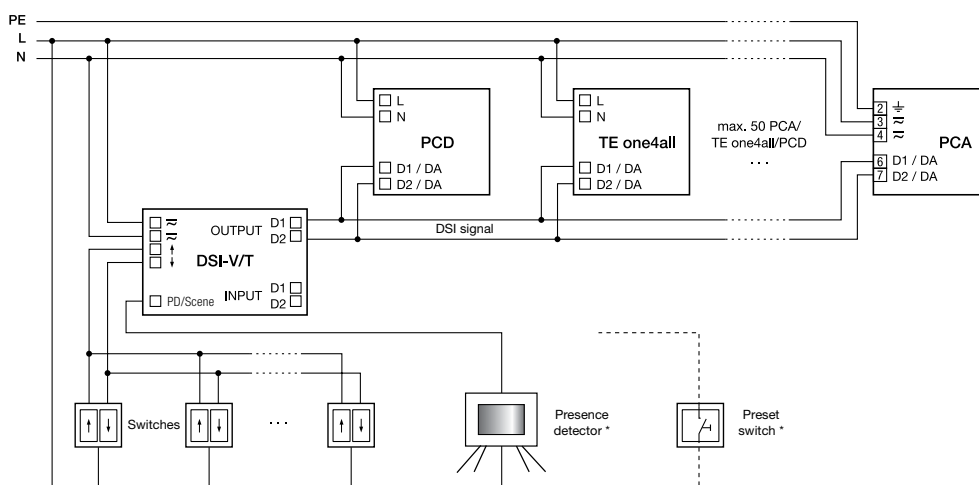 PE
L
N
L
N
PCD
D1 / DA
D2 / DA
L
N
TE one4all
D1 / DA
D2 / DA
max. 50 PCA/
TE one4all/PCD
...
2
3
4
PCA
6 D1 / DA
7 D2 / DA
DSI signal
OUTPUT D1
D2
DSI-V/T
INPUT D1
D2
PD/Scene
Switches
...
Presence
detector *
Preset
switch *